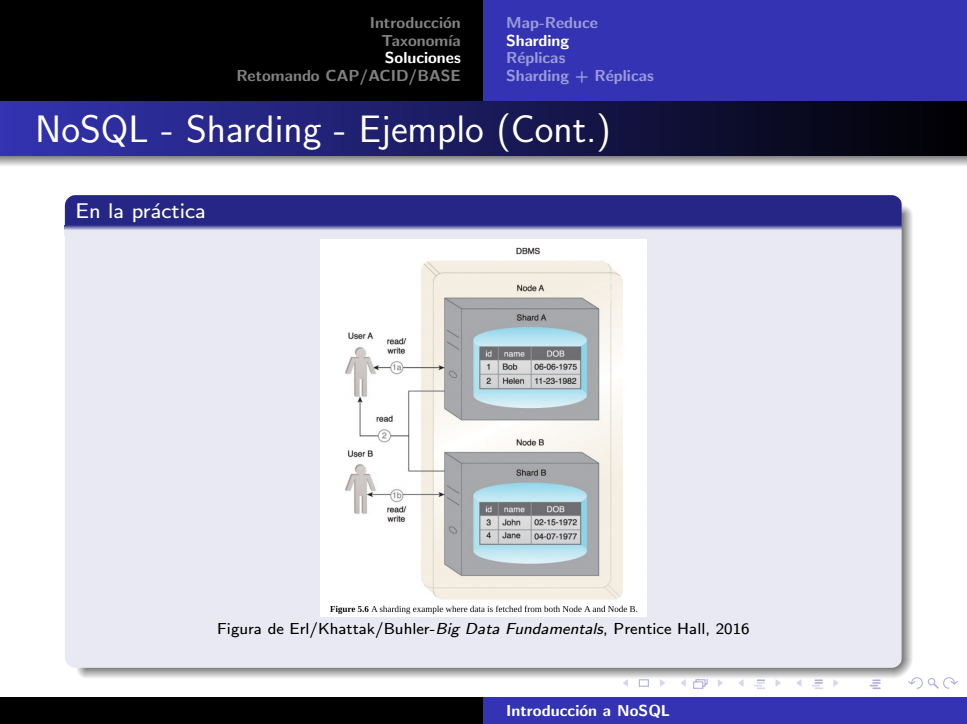 Introducción
Taxonomía
Soluciones
Retomando CAP/ACID/BASE
Map-Reduce
Sharding
Réplicas
Sharding + Réplicas
NoSQL - Sharding - Ejemplo (Cont.)
En la práctica
DBMS
Node A
Shard A
id name DOB
1 Bob 06-06-1975
2 Helen 11-23-1982
User A
read/
write
1a
read
2
User B
1b
read/
write
Node B
Shard B
id name DOB
3 John 02-15-1972
4 Jane 04-07-1977
Figure 5.6 A sharding example where data is fetched from both Node A and Node B.
Figura de Erl/Khattak/Buhler-Big Data Fundamentals, Prentice Hall, 2016
Introducción a NoSQL